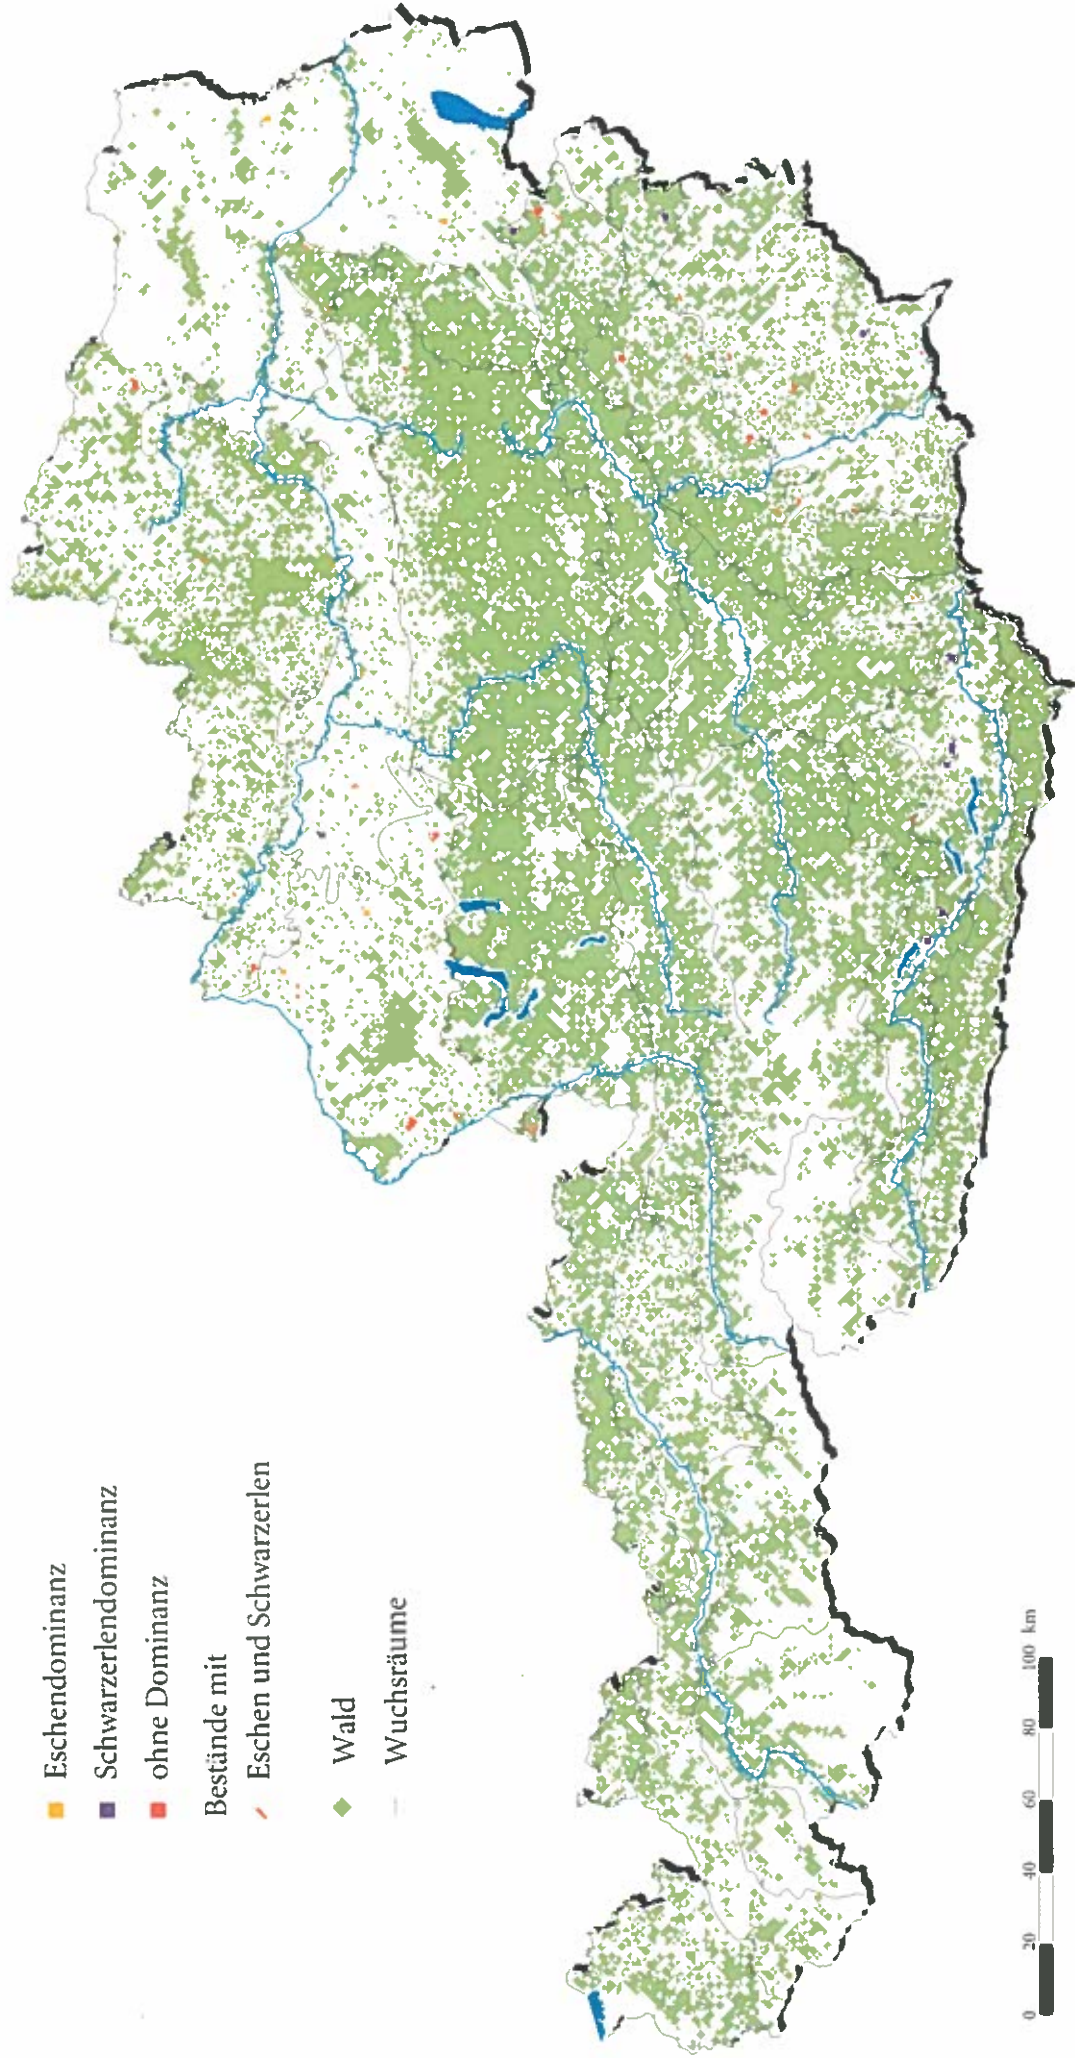 Eschendominanz
Schwarzerlendominanz
ohne Dominanz
Bestände mit
Eschen und Schwarzerlen
Wald
Wuchsräume
0 20 40 60 80 100 km